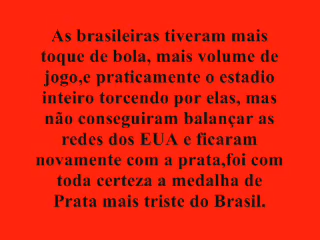 As brasileiras tiveram mais
toque de bola, mais volume de
jogo,e praticamente o estadio
inteiro torcendo por elas, mas
não conseguiram balançar as
redes dos EUA e ficaram
novamente com a prata,foi com
toda certeza a medalha de
Prata mais triste do Brasil.